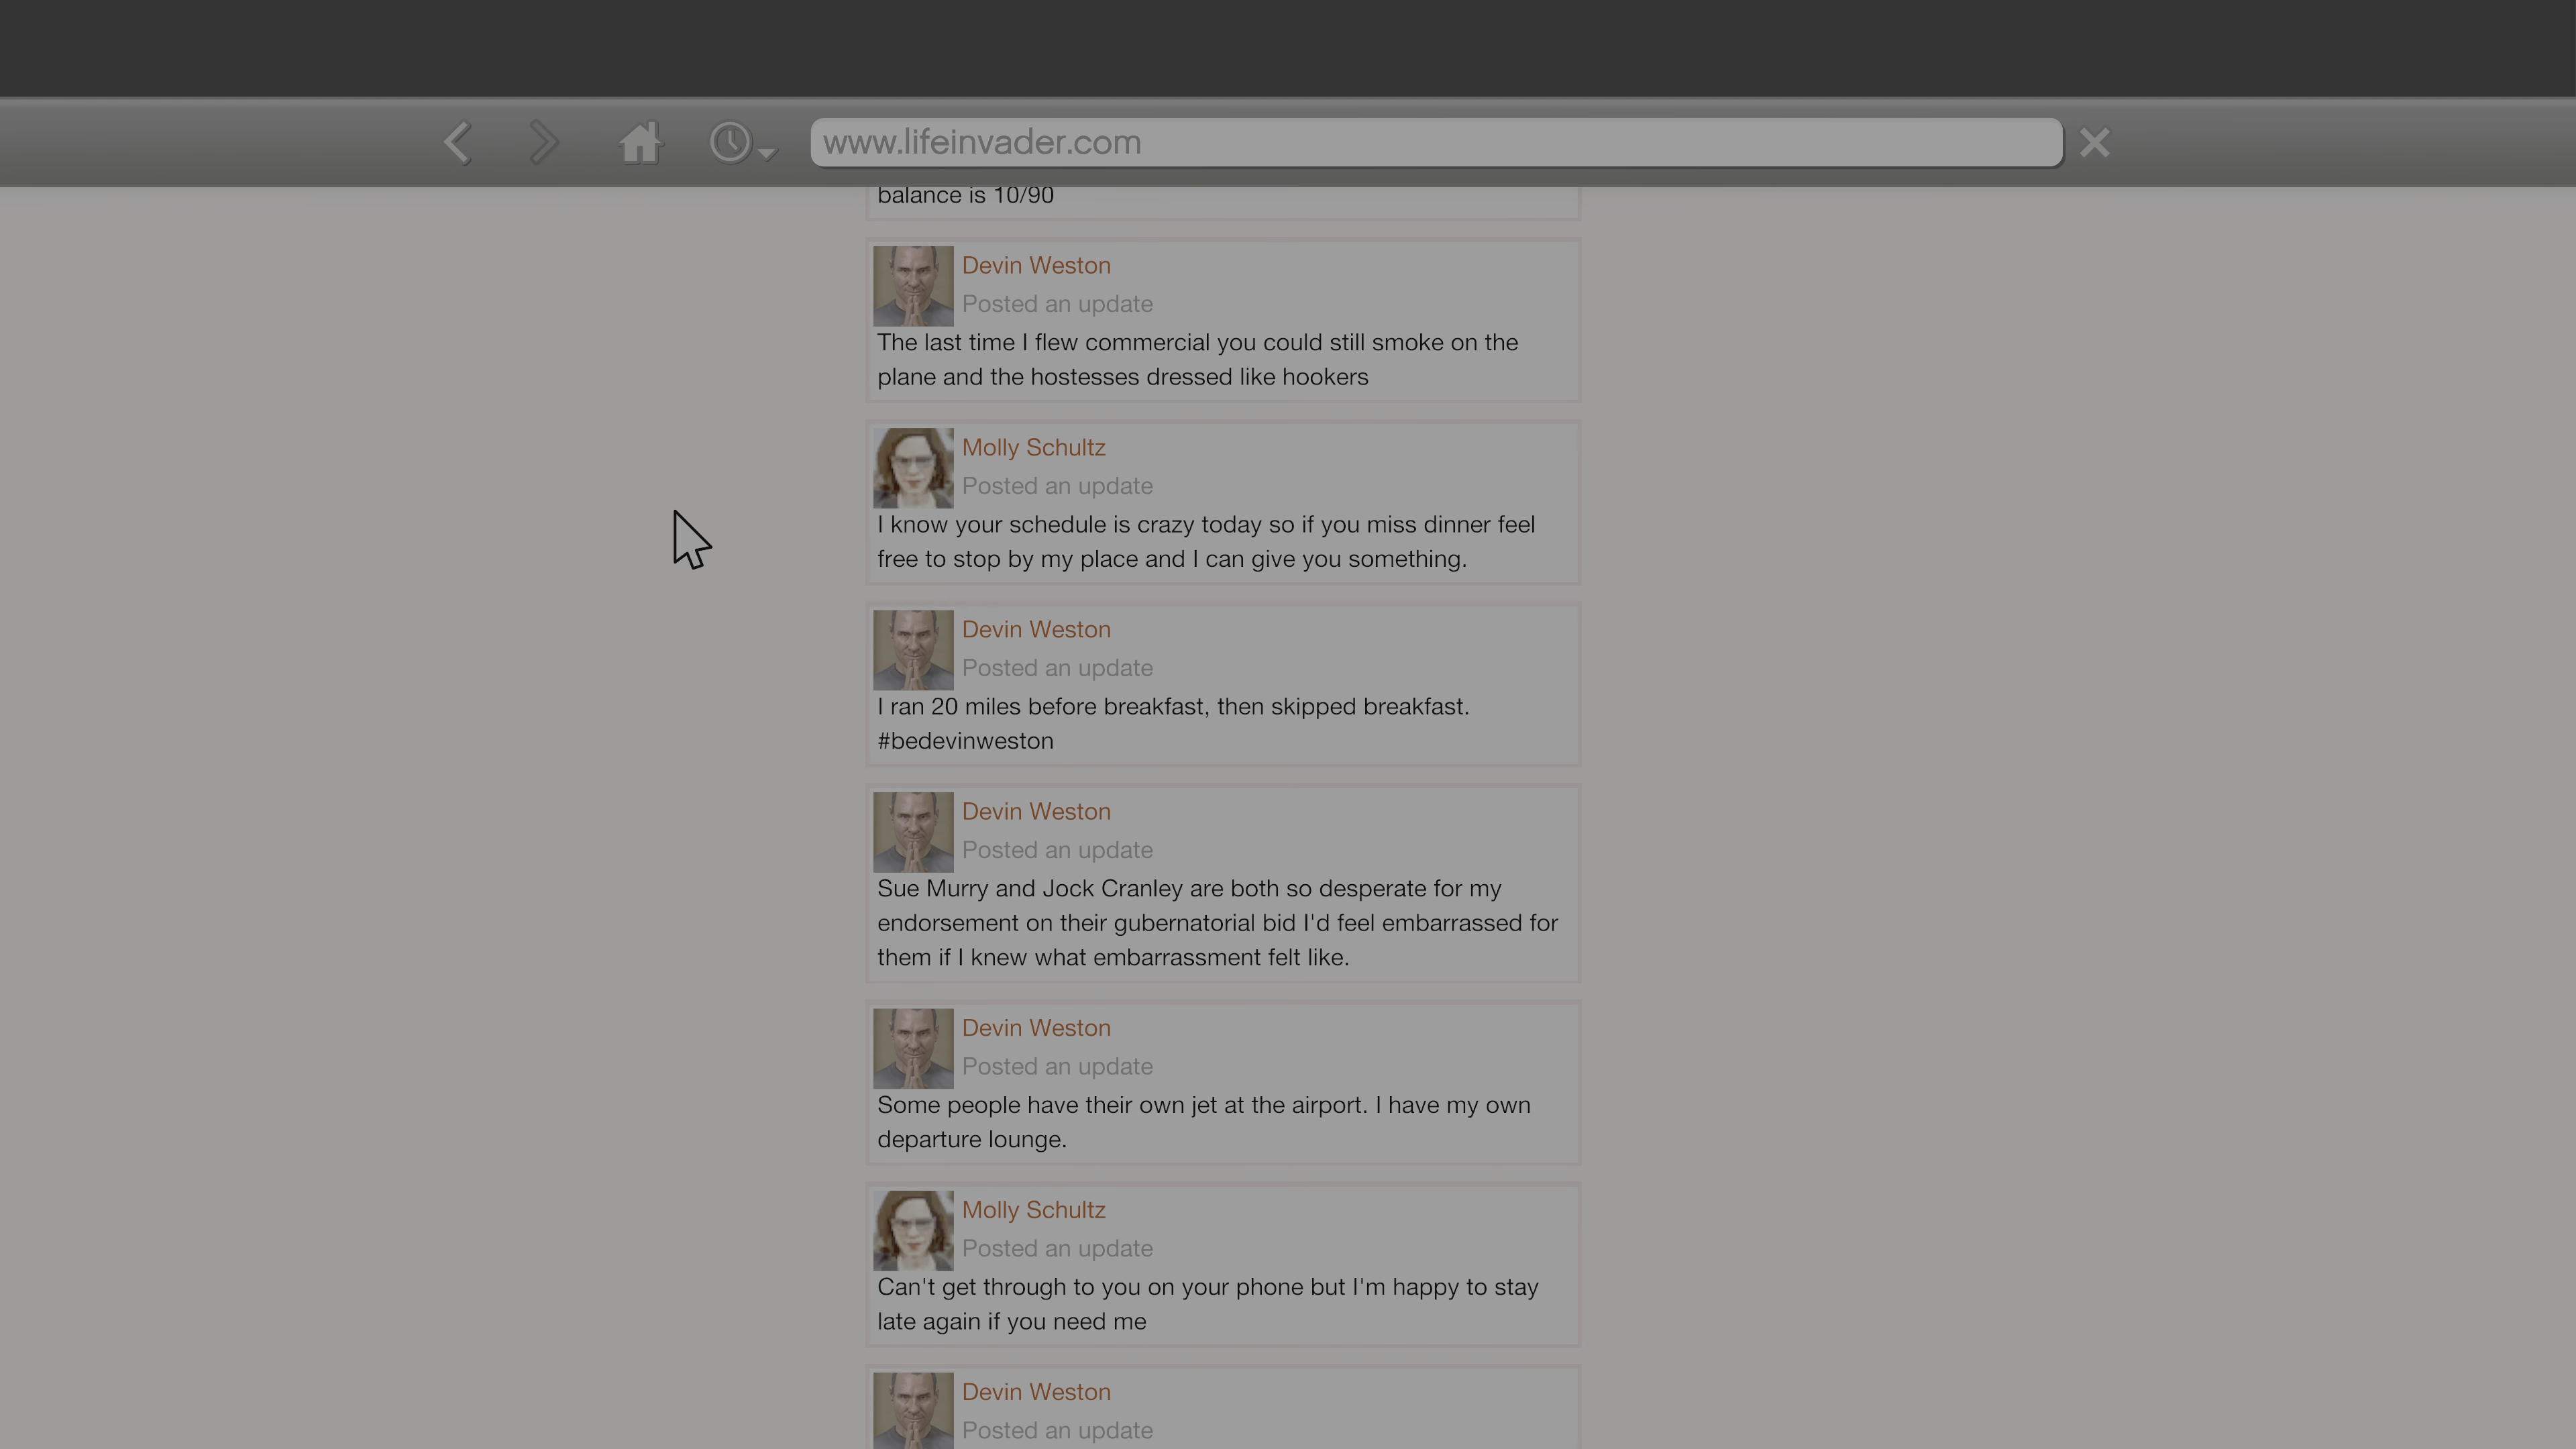 www.lifeinvader.com
balance is 10/90
Devin Weston
Posted an update
The last time I flew commercial you could still smoke on the
plane and the hostesses dressed like hookers
Molly Schultz
Posted an update
I know your schedule is crazy today so if you miss dinner feel
free to stop by my place and I can give you something.
Devin Weston
Posted an update
I ran 20 miles before breakfast, then skipped breakfast.
#bedevinweston
Devin Weston
Posted an update
Sue Murry and Jock Cranley are both so desperate for my
endorsement on their gubernatorial bid I'd feel embarrassed for
them if I knew what embarrassment felt like.
Devin Weston
Posted an update
Some people have their own jet at the airport. I have my own
departure lounge.
Molly Schultz
Posted an update
Can't get through to you on your phone but I'm happy to stay
late again if you need me
Devin Weston
Posted an update